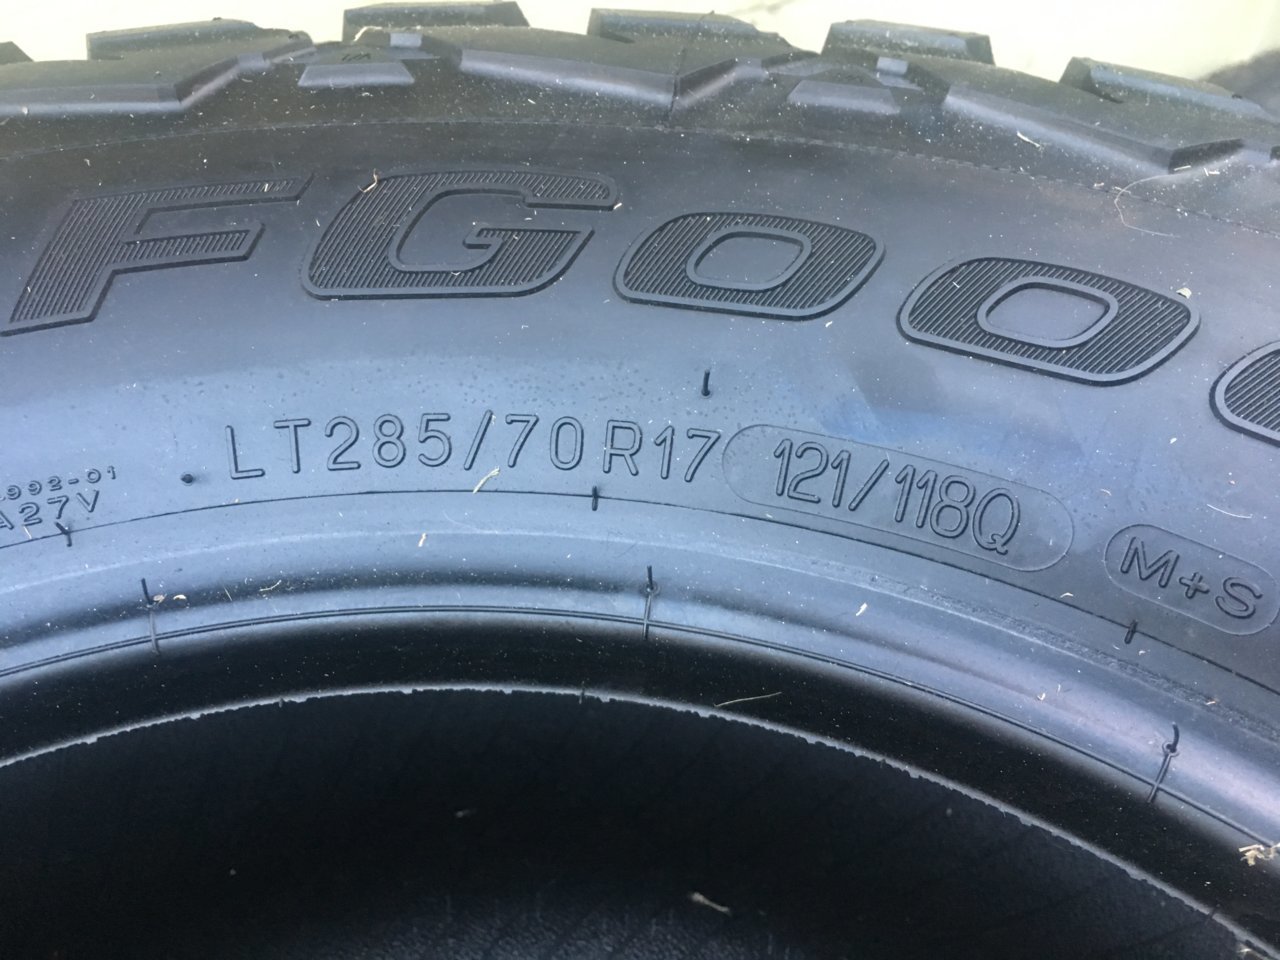 FGOO
LT285/70R17 121/118Q M+S
992-01
A27V